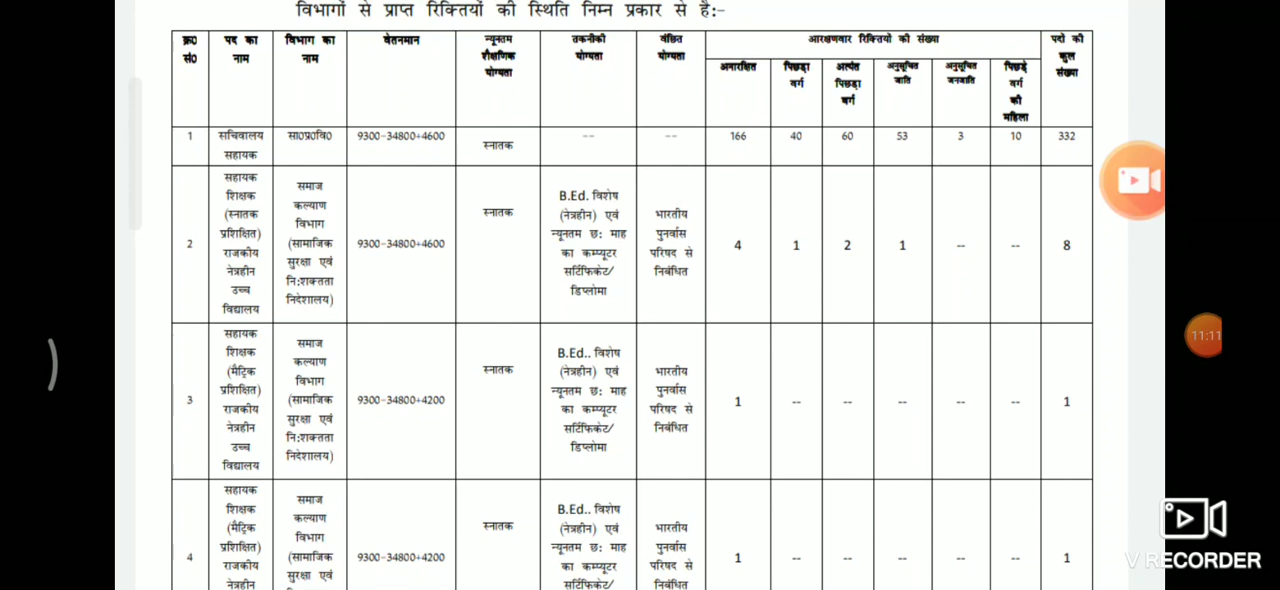 विभागों से प्राप्त रिक्तियों की स्थिति निम्न प्रकार से है:-
क्र0 सं0 | पद का नाम | विभाग का नाम | वेतनमान | न्यूनतम शैक्षणिक योग्यता | तकनीकी योग्यता | वंछित योग्यता | आरक्षणवार रिक्तियों की संख्या | पदों की कुल संख्या
अनारक्षित | पिछड़ा वर्ग | अत्यंत पिछड़ा वर्ग | अनुसूचित जाति | अनुसूचित जनजाति | पिछड़े वर्ग की महिला
1 | सचिवालय सहायक | सा0प्र0वि0 | 9300-34800+4600 | स्नातक | -- | -- | 166 | 40 | 60 | 53 | 3 | 10 | 332
2 | सहायक शिक्षक (स्नातक प्रशिक्षित) राजकीय नेत्रहीन उच्च विद्यालय | समाज कल्याण विभाग (सामाजिक सुरक्षा एवं नि:शक्तता निदेशालय) | 9300-34800+4600 | स्नातक | B.Ed. विशेष (नेत्रहीन) एवं न्यूनतम छ: माह का कम्प्यूटर सर्टिफिकेट/ डिप्लोमा | भारतीय पुनर्वास परिषद से निबंधित | 4 | 1 | 2 | 1 | -- | -- | 8
3 | सहायक शिक्षक (मैट्रिक प्रशिक्षित) राजकीय नेत्रहीन उच्च विद्यालय | समाज कल्याण विभाग (सामाजिक सुरक्षा एवं नि:शक्तता निदेशालय) | 9300-34800+4200 | स्नातक | B.Ed.. विशेष (नेत्रहीन) एवं न्यूनतम छ: माह का कम्प्यूटर सर्टिफिकेट/ डिप्लोमा | भारतीय पुनर्वास परिषद से निबंधित | 1 | -- | -- | -- | -- | -- | 1
4 | सहायक शिक्षक (मैट्रिक प्रशिक्षित) राजकीय नेत्रहीन | समाज कल्याण विभाग (सामाजिक सुरक्षा एवं | 9300-34800+4200 | स्नातक | B.Ed.. विशेष (नेत्रहीन) एवं न्यूनतम छ: माह का कम्प्यूटर सर्टिफिकेट/ | भारतीय पुनर्वास परिषद से निबंधित | 1 | -- | -- | -- | -- | -- | 1
11:11
V RECORDER